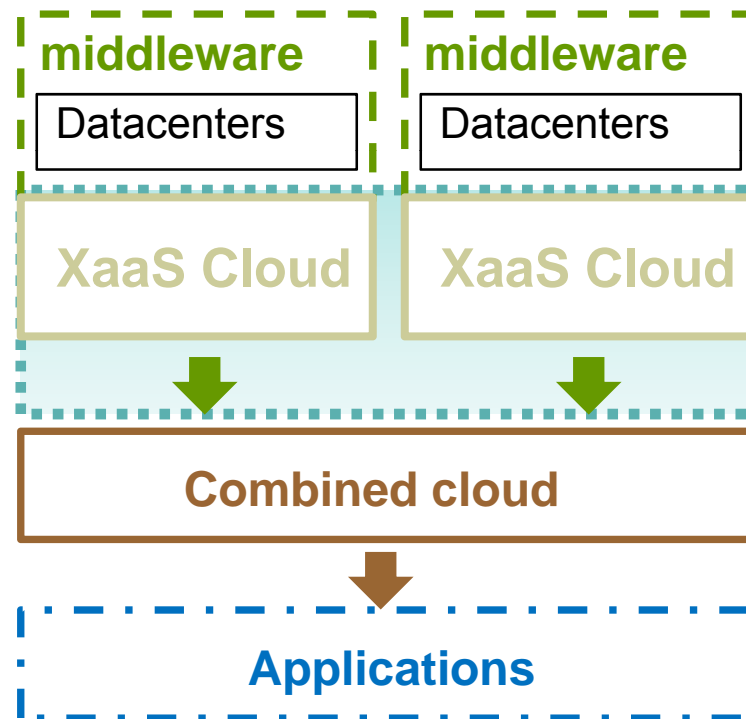 middleware middleware
Datacenters Datacenters
XaaS Cloud XaaS Cloud
Combined cloud
Applications